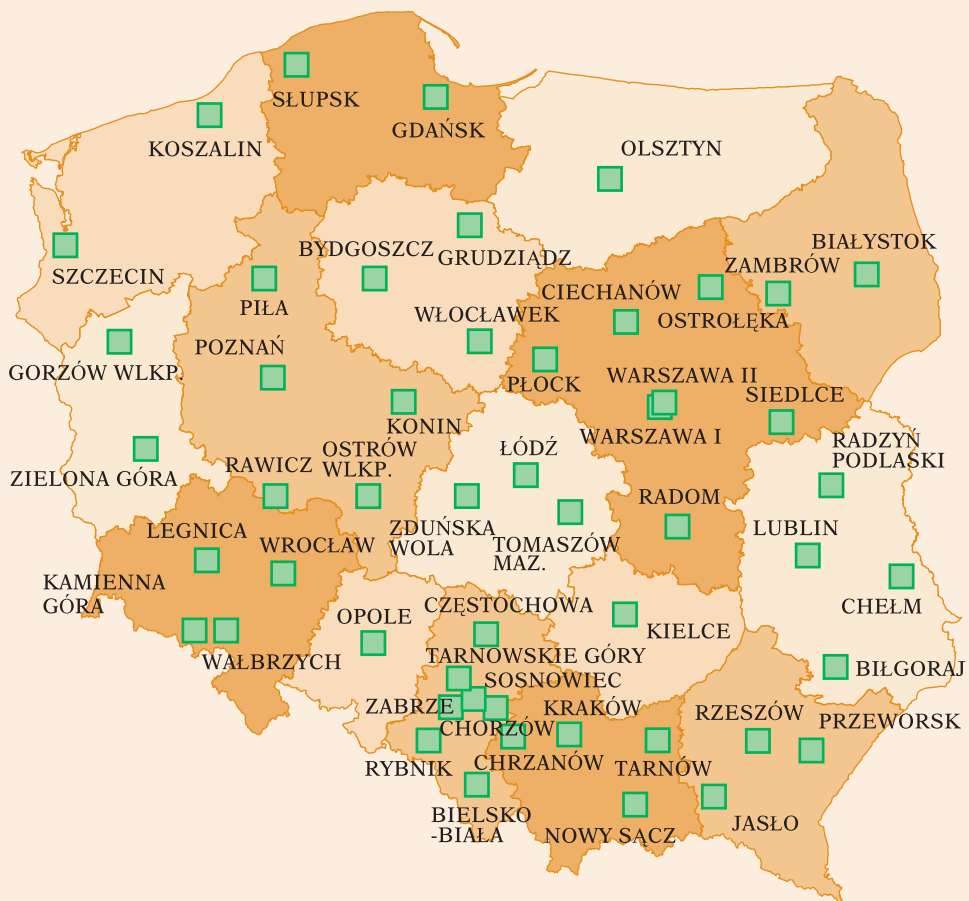 SŁUPSK
GDAŃSK
KOSZALIN
OLSZTYN
SZCZECIN
BYDGOSZCZ
GRUDZIĄDZ
BIAŁYSTOK
ZAMBRÓW
PIŁA
CIECHANÓW
OSTROŁĘKA
WŁOCŁAWEK
POZNAŃ
GORZÓW WLKP.
PŁOCK
WARSZAWA II
SIEDLCE
KONIN
WARSZAWA I
ZIELONA GÓRA
RAWICZ
OSTRÓW
WLKP.
ŁÓDŹ
RADZYŃ
PODLASKI
RADOM
LEGNICA
WROCŁAW
ZDUŃSKA
WOLA
TOMASZÓW
MAZ.
LUBLIN
KAMIENNA
GÓRA
CHEŁM
OPOLE
CZĘSTOCHOWA
KIELCE
WAŁBRZYCH
TARNOWSKIE GÓRY
SOSNOWIEC
BIŁGORAJ
ZABRZE
KRAKÓW
RZESZÓW
PRZEWORSK
CHORZÓW
RYBNIK
CHRZANÓW
TARNÓW
BIELSKO
-BIAŁA
NOWY SĄCZ
JASŁO